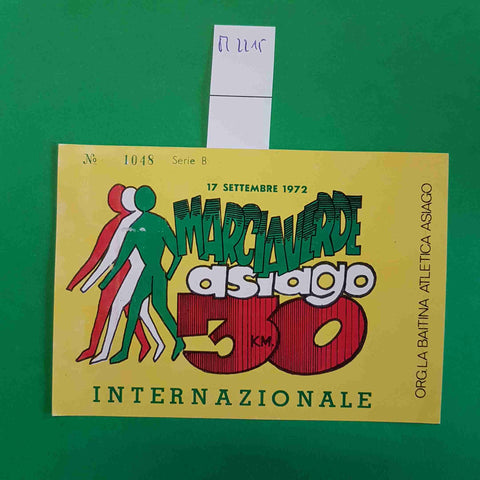 № 1048 Serie B
17 SETTEMBRE 1972
MARCIAVERDE
asiago
30 KM.
INTERNAZIONALE
ORG.LA BAITINA ATLETICA ASIAGO